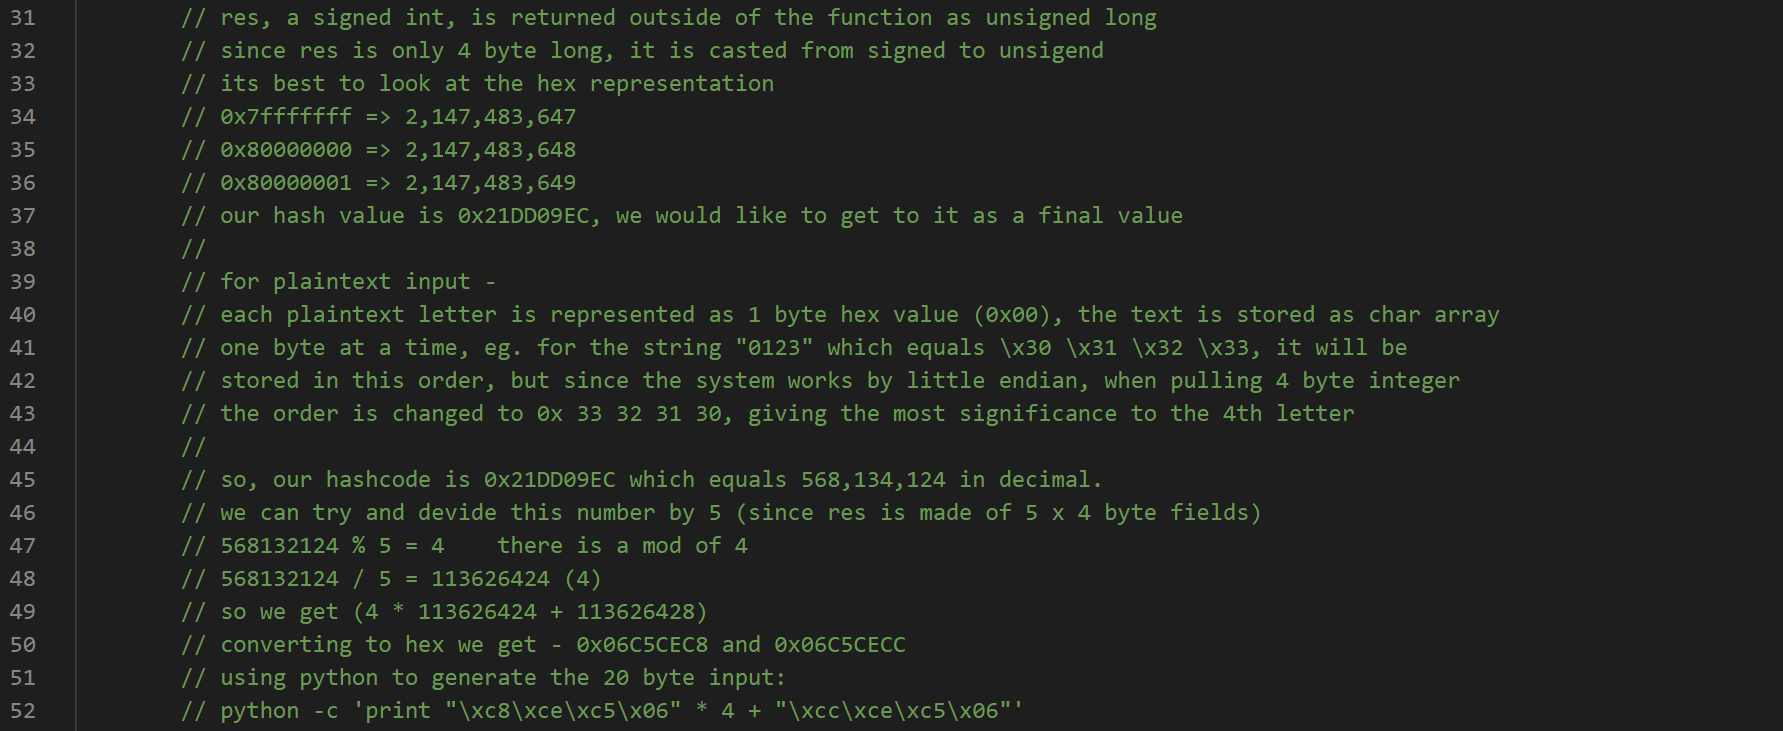 31 // res, a signed int, is returned outside of the function as unsigned long
32 // since res is only 4 byte long, it is casted from signed to unsigend
33 // its best to look at the hex representation
34 // 0x7fffffff => 2,147,483,647
35 // 0x80000000 => 2,147,483,648
36 // 0x80000001 => 2,147,483,649
37 // our hash value is 0x21DD09EC, we would like to get to it as a final value
38 //
39 // for plaintext input -
40 // each plaintext letter is represented as 1 byte hex value (0x00), the text is stored as char array
41 // one byte at a time, eg. for the string "0123" which equals \x30 \x31 \x32 \x33, it will be
42 // stored in this order, but since the system works by little endian, when pulling 4 byte integer
43 // the order is changed to 0x 33 32 31 30, giving the most significance to the 4th letter
44 //
45 // so, our hashcode is 0x21DD09EC which equals 568,134,124 in decimal.
46 // we can try and devide this number by 5 (since res is made of 5 x 4 byte fields)
47 // 568132124 % 5 = 4    there is a mod of 4
48 // 568132124 / 5 = 113626424 (4)
49 // so we get (4 * 113626424 + 113626428)
50 // converting to hex we get - 0x06C5CEC8 and 0x06C5CECC
51 // using python to generate the 20 byte input:
52 // python -c 'print "\xc8\xce\xc5\x06" * 4 + "\xcc\xce\xc5\x06"'